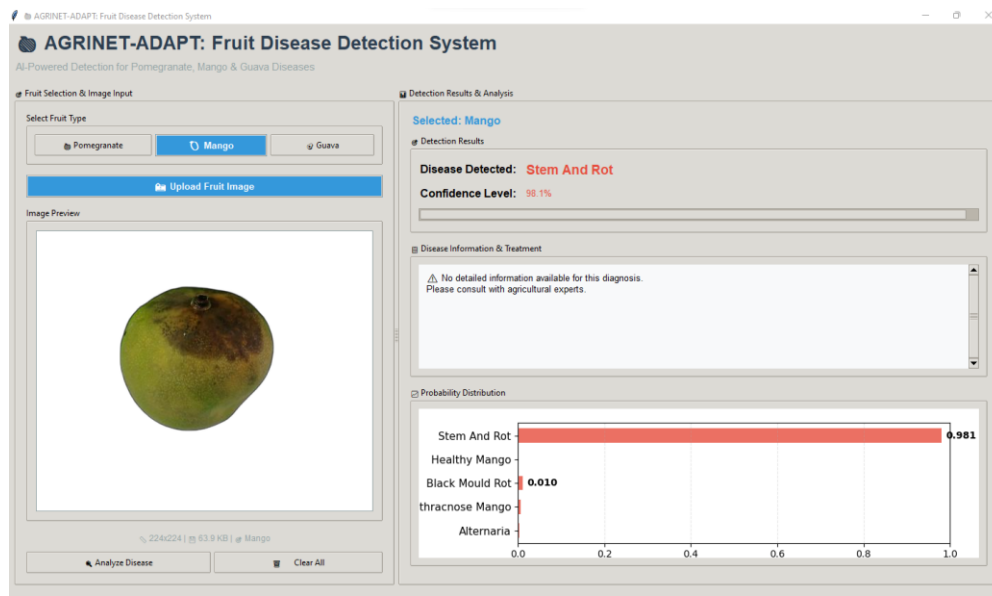 AGRINET-ADAPT: Fruit Disease Detection System
AGRINET-ADAPT: Fruit Disease Detection System
AI-Powered Detection for Pomegranate, Mango & Guava Diseases
Fruit Selection & Image Input
Select Fruit Type
Pomegranate
Mango
Guava
Upload Fruit Image
Image Preview
224x224 | 63.9 KB | Mango
Analyze Disease
Clear All
Detection Results & Analysis
Selected: Mango
Detection Results
Disease Detected: Stem And Rot
Confidence Level: 98.1%
Disease Information & Treatment
⚠ No detailed information available for this diagnosis.
Please consult with agricultural experts.
Probability Distribution
Stem And Rot 0.981
Healthy Mango
Black Mould Rot 0.010
thracnose Mango
Alternaria
0.0 0.2 0.4 0.6 0.8 1.0